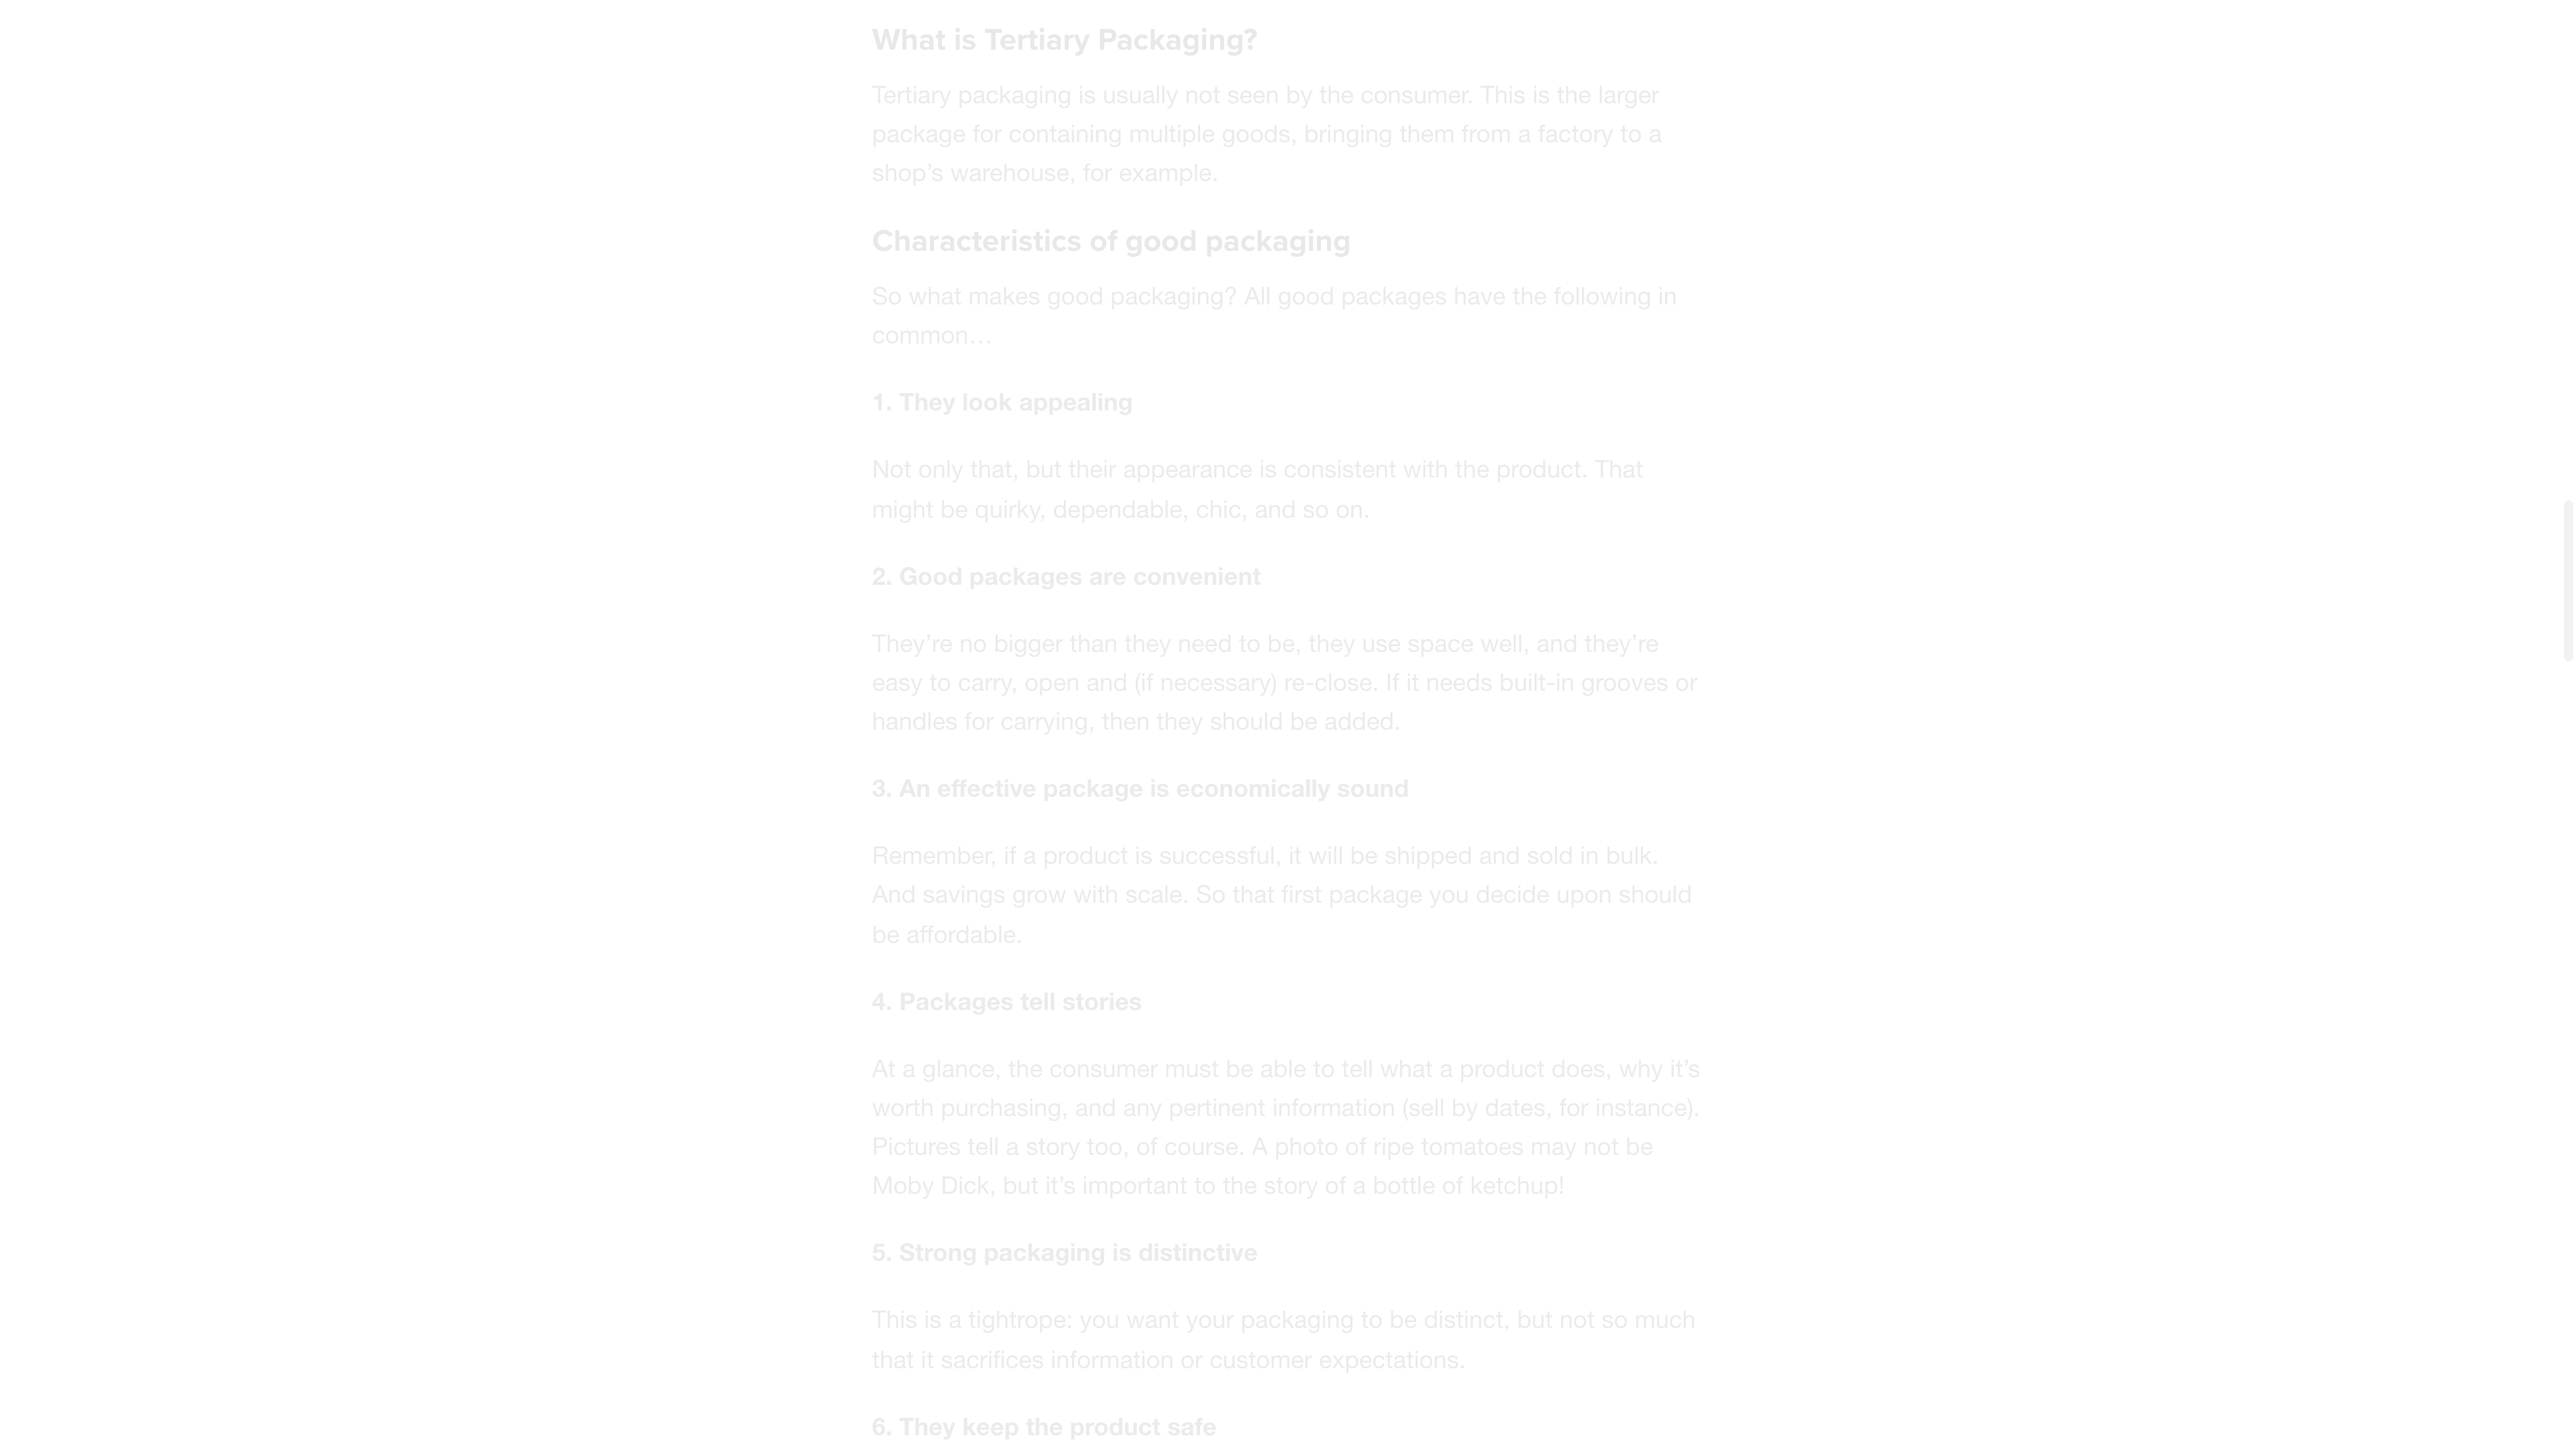 What is Tertiary Packaging?
Tertiary packaging is usually not seen by the consumer. This is the larger
package for containing multiple goods, bringing them from a factory to a
shop’s warehouse, for example.
Characteristics of good packaging
So what makes good packaging? All good packages have the following in
common…
1. They look appealing
Not only that, but their appearance is consistent with the product. That
might be quirky, dependable, chic, and so on.
2. Good packages are convenient
They’re no bigger than they need to be, they use space well, and they’re
easy to carry, open and (if necessary) re-close. If it needs built-in grooves or
handles for carrying, then they should be added.
3. An effective package is economically sound
Remember, if a product is successful, it will be shipped and sold in bulk.
And savings grow with scale. So that first package you decide upon should
be affordable.
4. Packages tell stories
At a glance, the consumer must be able to tell what a product does, why it’s
worth purchasing, and any pertinent information (sell by dates, for instance).
Pictures tell a story too, of course. A photo of ripe tomatoes may not be
Moby Dick, but it’s important to the story of a bottle of ketchup!
5. Strong packaging is distinctive
This is a tightrope: you want your packaging to be distinct, but not so much
that it sacrifices information or customer expectations.
6. They keep the product safe